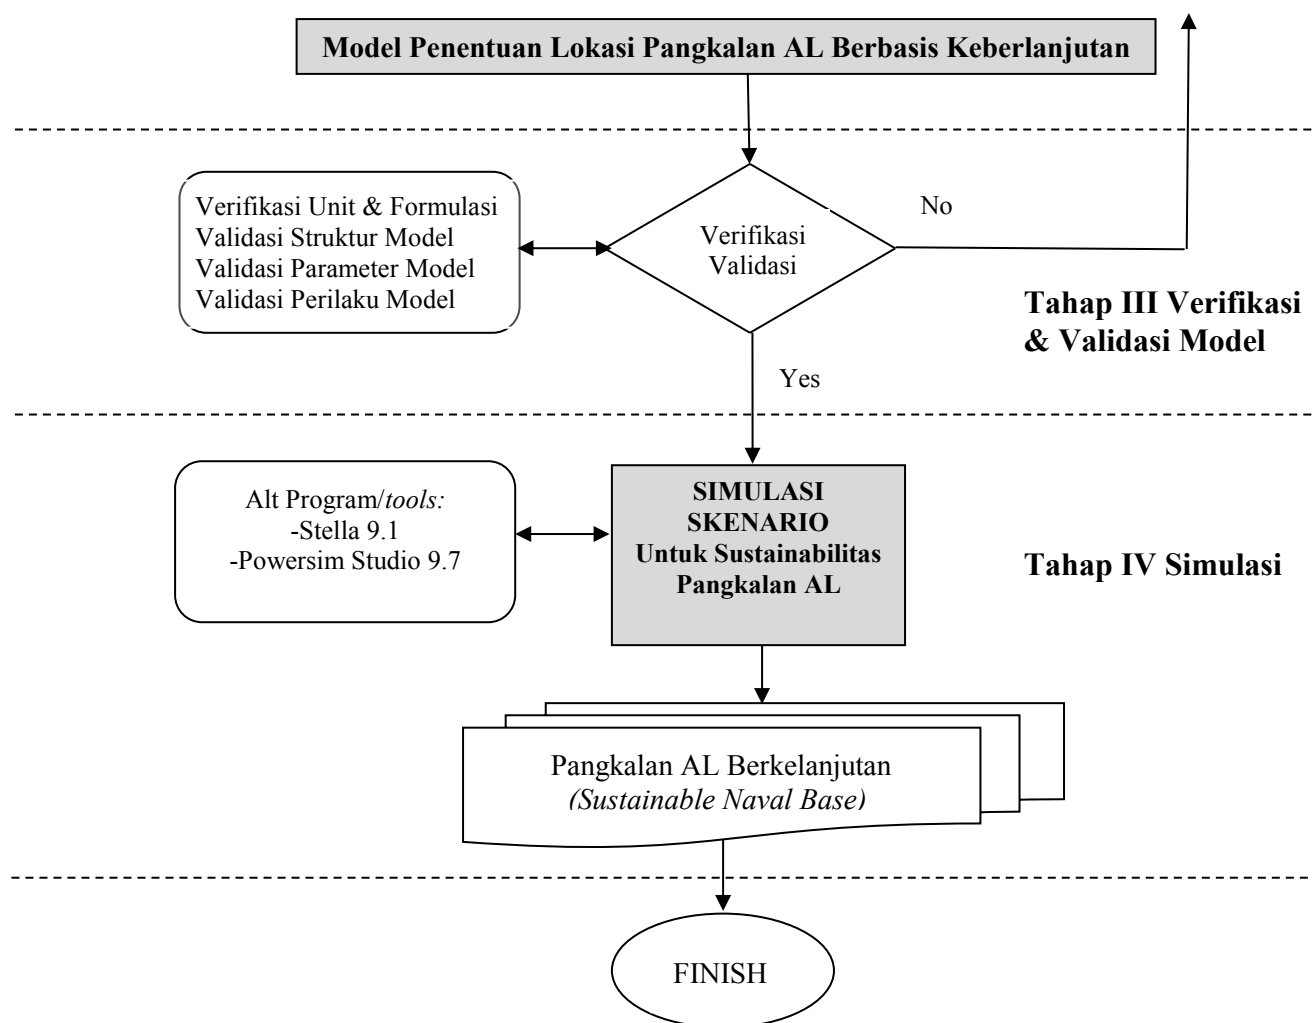 Model Penentuan Lokasi Pangkalan AL Berbasis Keberlanjutan
Verifikasi Unit & Formulasi
Validasi Struktur Model
Validasi Parameter Model
Validasi Perilaku Model
Verifikasi
Validasi
No
Tahap III Verifikasi
& Validasi Model
Yes
Alt Program/tools:
-Stella 9.1
-Powersim Studio 9.7
SIMULASI
SKENARIO
Untuk Sustainabilitas
Pangkalan AL
Tahap IV Simulasi
Pangkalan AL Berkelanjutan
(Sustainable Naval Base)
FINISH